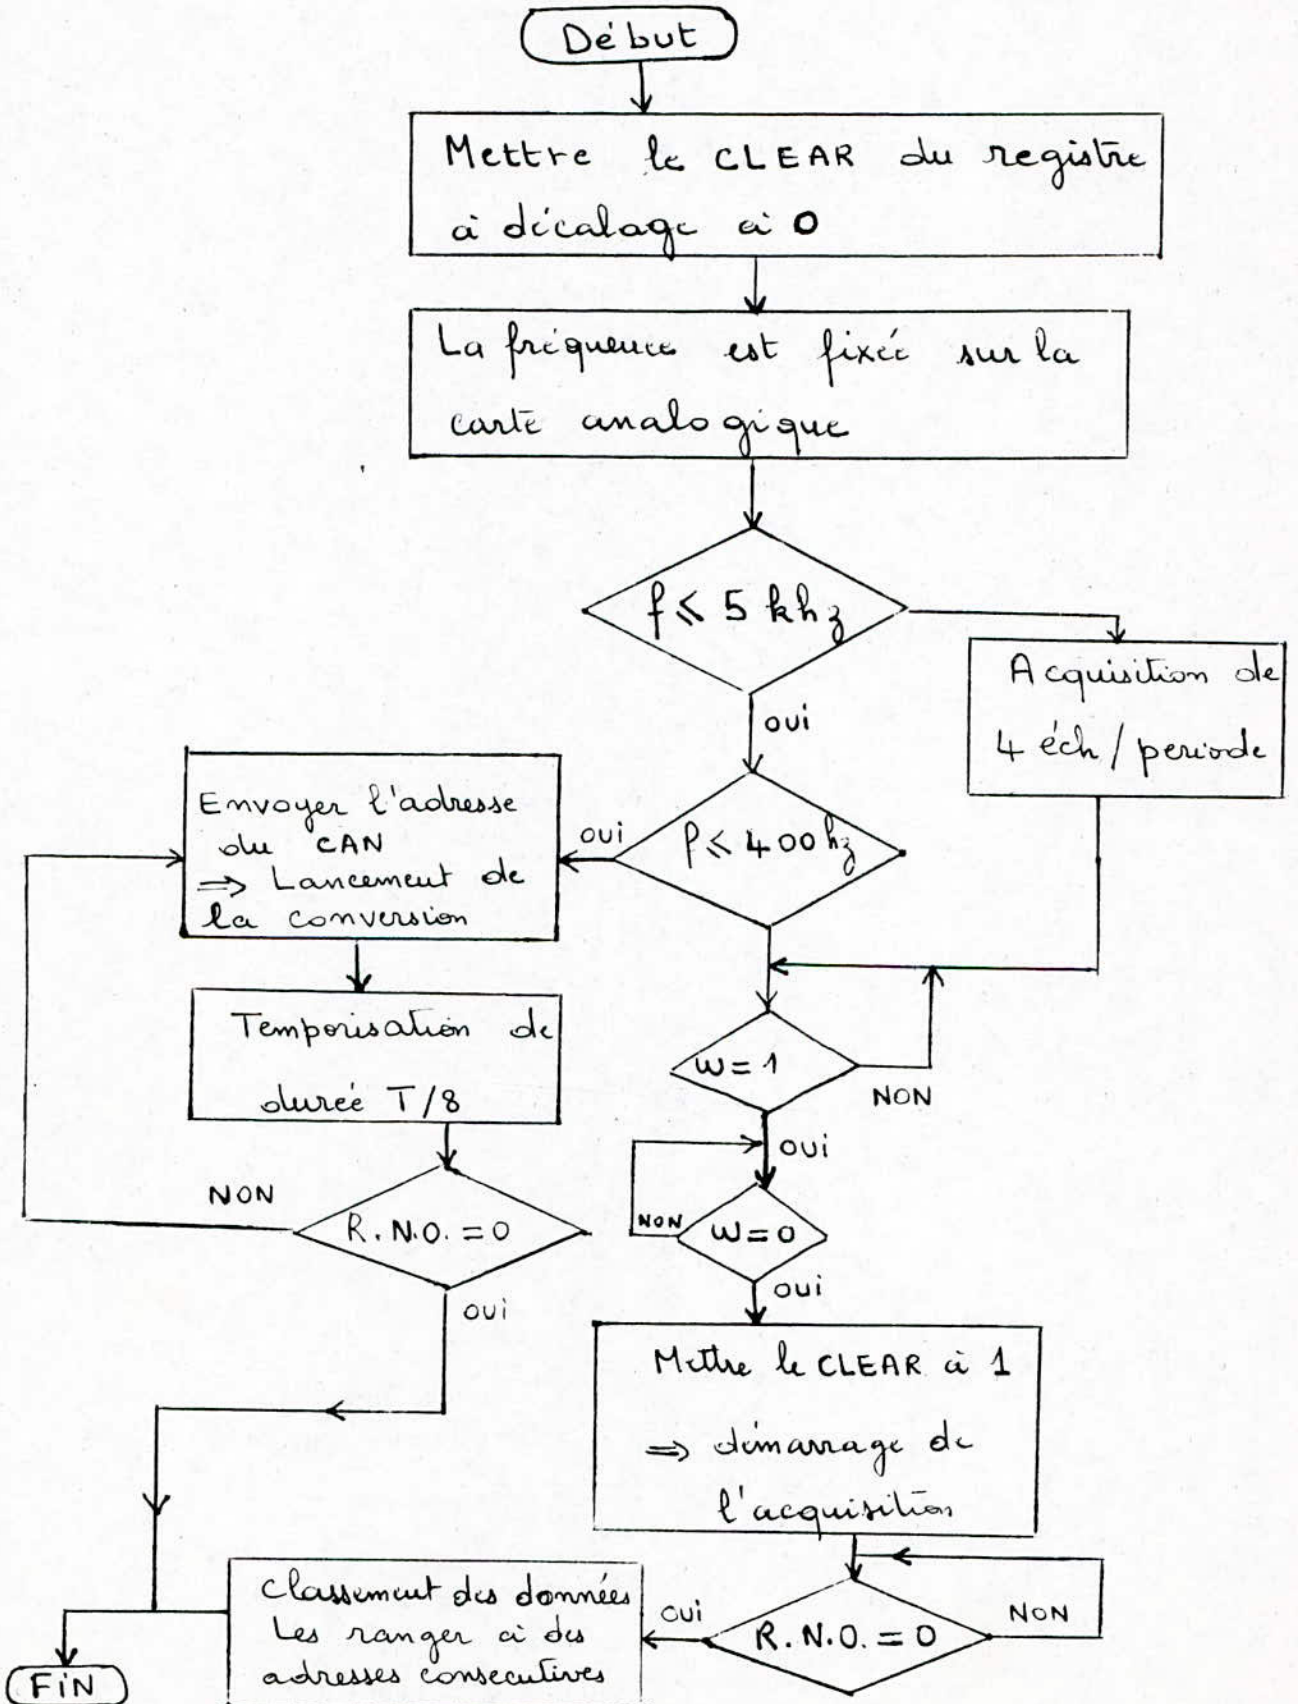 Début
Mettre le CLEAR du registre
à décalage à 0
La fréquence est fixée sur la
carte analogique
f ≤ 5 khz
Acquisition de
4 éch / periode
oui
Envoyer l'adresse
du CAN
⇒ Lancement de
la conversion
oui
f ≤ 400 hz
Temporisation de
durée T/8
w = 1
NON
oui
NON
R.N.O. = 0
NON
w = 0
oui
oui
Mettre le CLEAR à 1
⇒ démarrage de
l'acquisition
classement des données
Les ranger à des
adresses consecutives
oui
R.N.O. = 0
NON
FiN